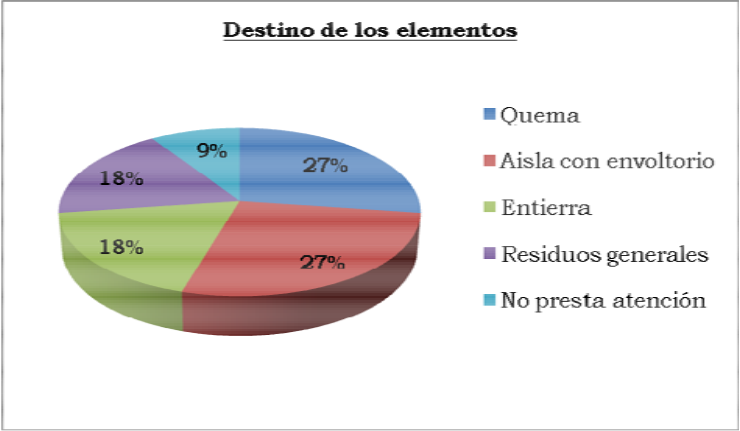 Destino de los elementos
9%
27%
18%
18%
27%
Quema
Aisla con envoltorio
Entierra
Residuos generales
No presta atención